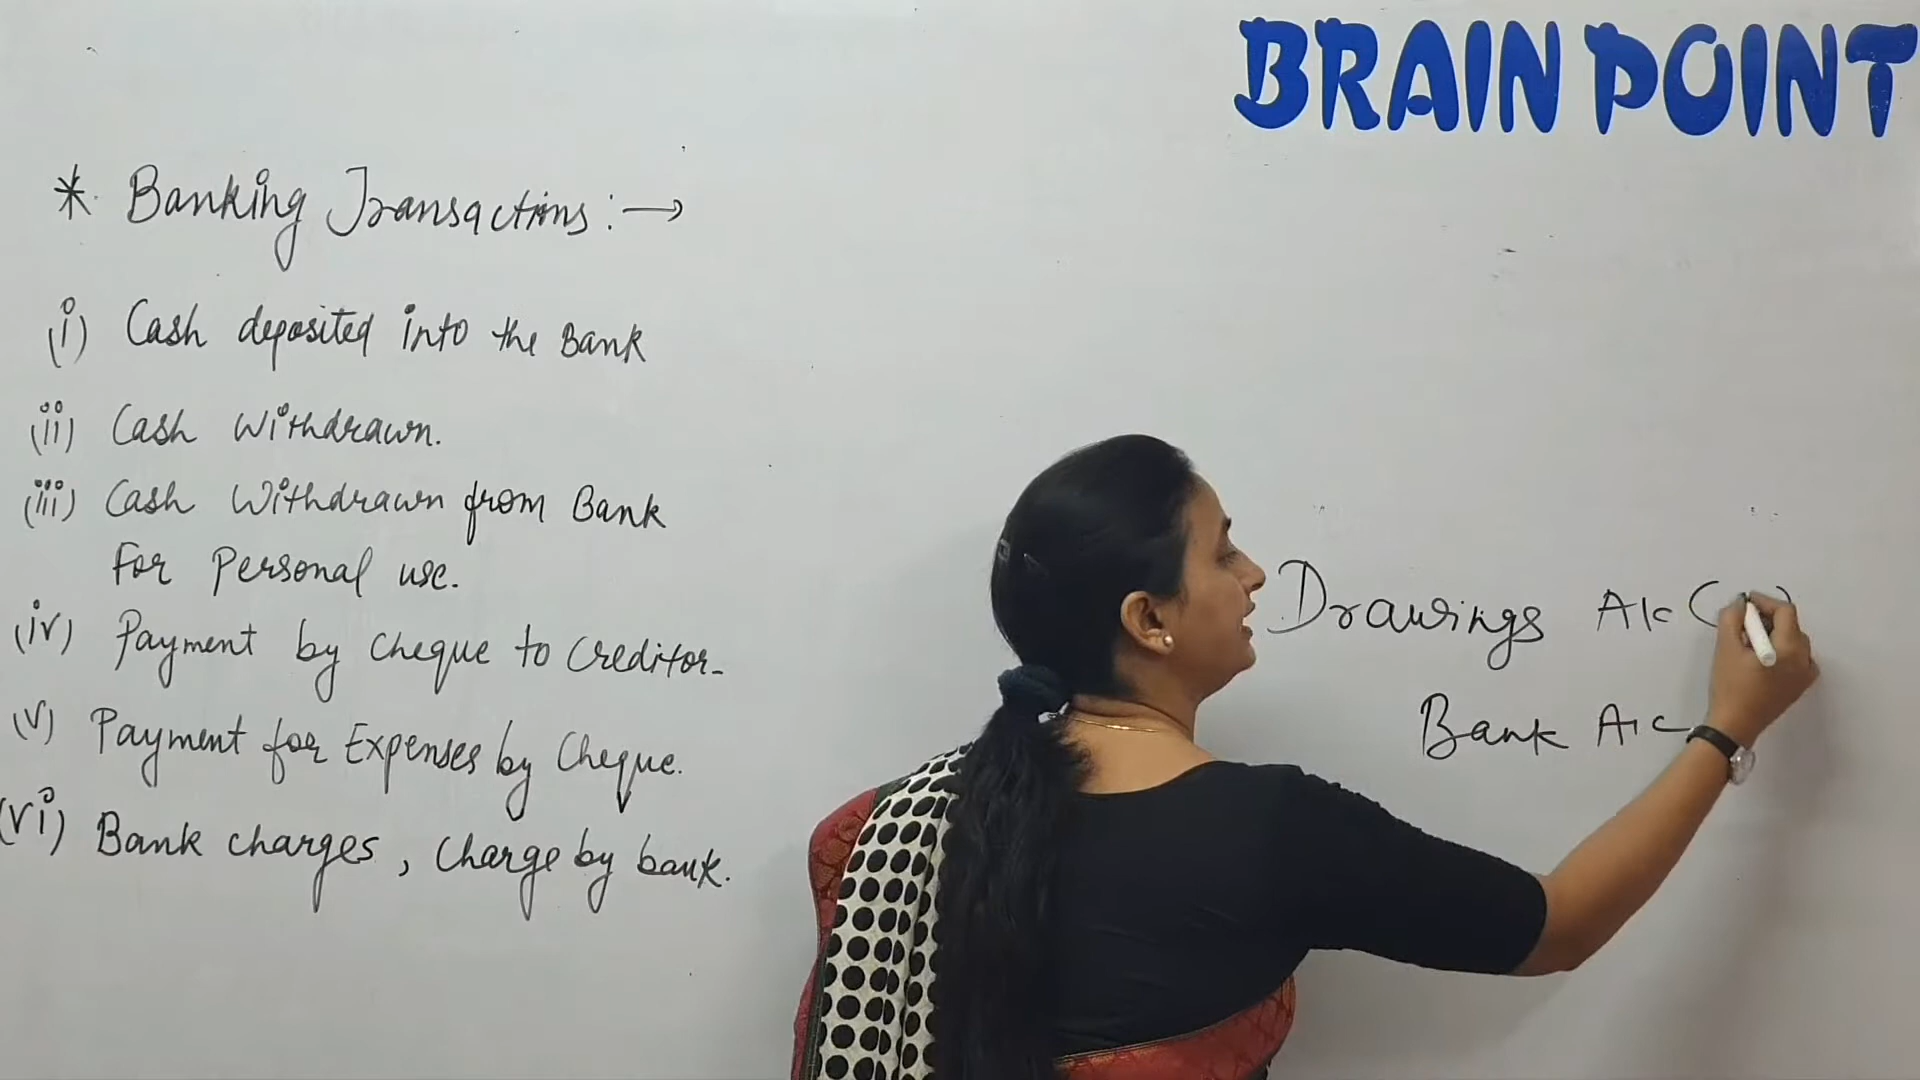 BRAIN POINT
* Banking Transactions :→
(i) Cash deposited into the Bank
(ii) Cash Withdrawn.
(iii) Cash Withdrawn from Bank
For Personal use.
(iv) Payment by Cheque to Creditor-
(v) Payment for Expenses by Cheque.
(vi) Bank charges, Charge by bank.
Drawings A/c (
Bank A/c